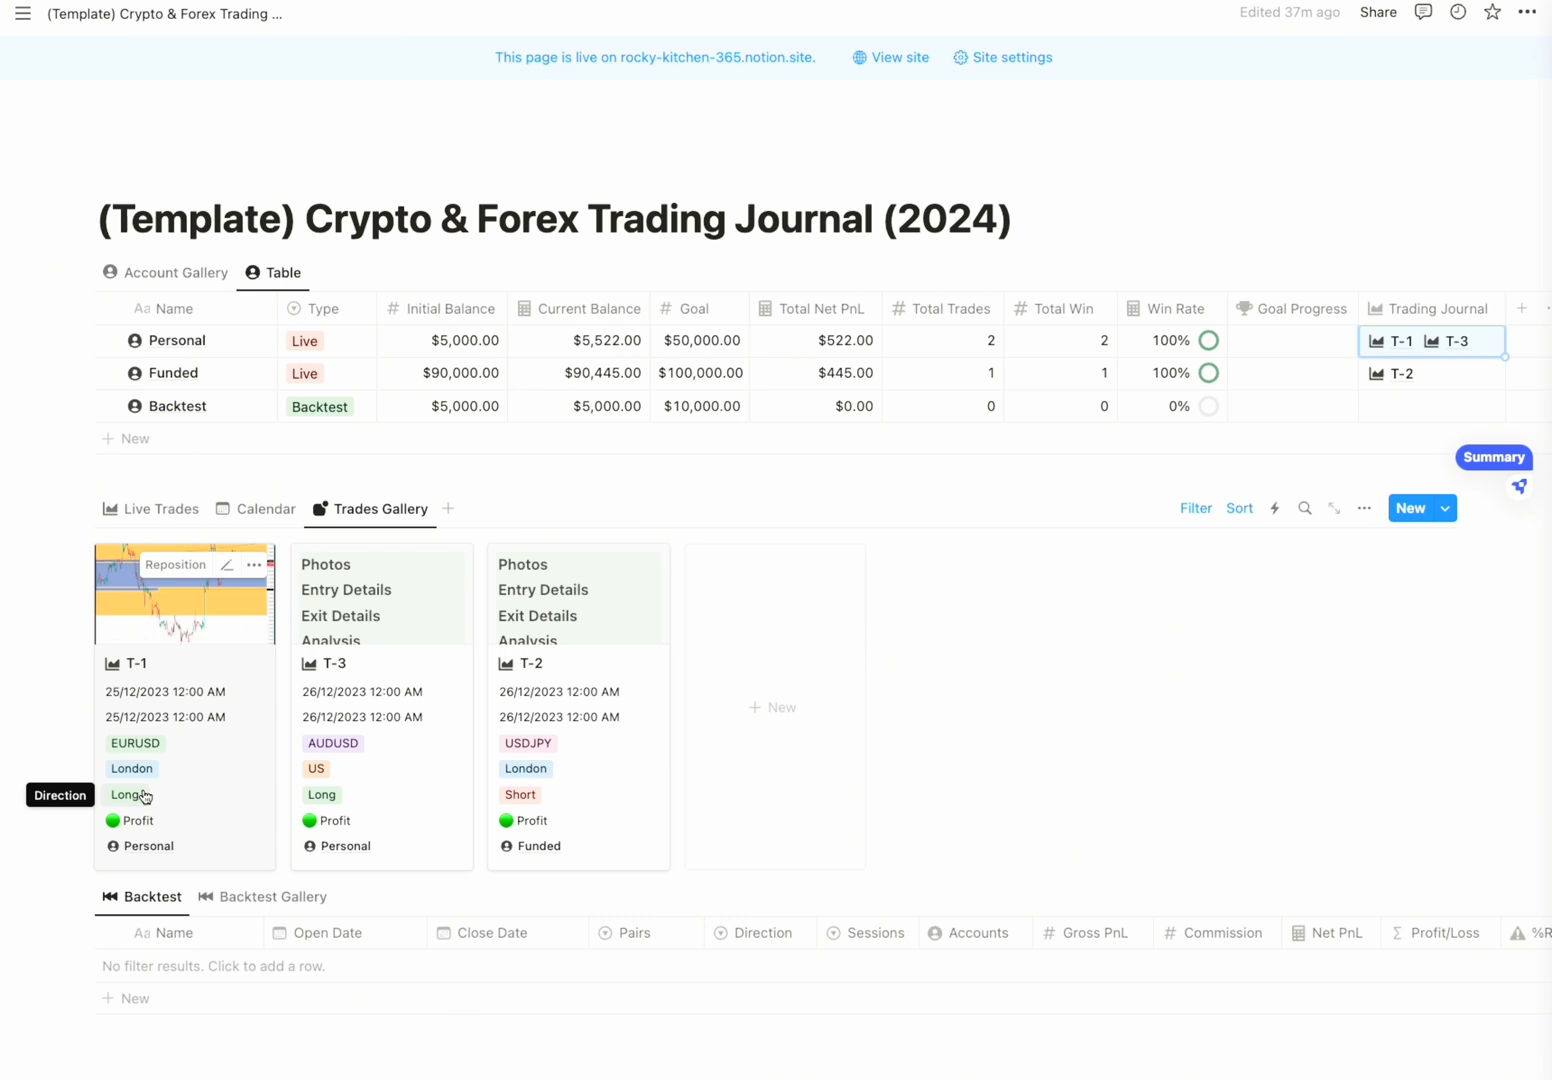 (Template) Crypto & Forex Trading ...
Edited 37m ago Share
This page is live on rocky-kitchen-365.notion.site. View site Site settings
(Template) Crypto & Forex Trading Journal (2024)
Account Gallery Table
Aa Name Type # Initial Balance Current Balance # Goal Total Net PnL # Total Trades # Total Win Win Rate Goal Progress Trading Journal +
Personal Live $5,000.00 $5,522.00 $50,000.00 $522.00 2 2 100% T-1 T-3
Funded Live $90,000.00 $90,445.00 $100,000.00 $445.00 1 1 100% T-2
Backtest Backtest $5,000.00 $5,000.00 $10,000.00 $0.00 0 0 0%
+ New
Summary
Live Trades Calendar Trades Gallery + Filter Sort New
Reposition
Photos Photos
Entry Details Entry Details
Exit Details Exit Details
Analysis Analysis
T-1 T-3 T-2
25/12/2023 12:00 AM 26/12/2023 12:00 AM 26/12/2023 12:00 AM
25/12/2023 12:00 AM 26/12/2023 12:00 AM 26/12/2023 12:00 AM
+ New
EURUSD AUDUSD USDJPY
London US London
Direction Long Long Short
Profit Profit Profit
Personal Personal Funded
Backtest Backtest Gallery
Aa Name Open Date Close Date Pairs Direction Sessions Accounts # Gross PnL # Commission Net PnL Σ Profit/Loss %R
No filter results. Click to add a row.
+ New